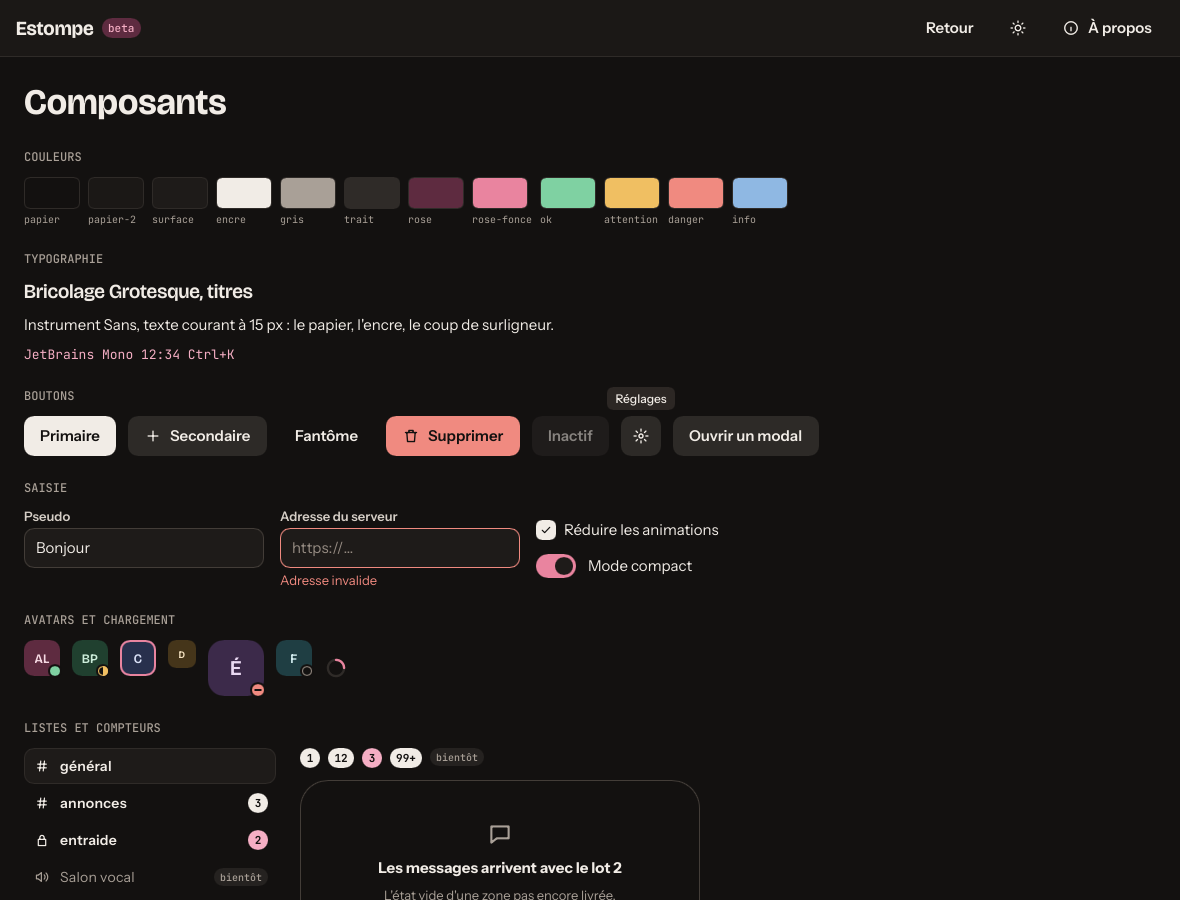 Estompe beta Retour À propos
Composants
COULEURS
papier papier-2 surface encre gris trait rose rose-fonce ok attention danger info
TYPOGRAPHIE
Bricolage Grotesque, titres
Instrument Sans, texte courant à 15 px : le papier, l'encre, le coup de surligneur.
JetBrains Mono 12:34 Ctrl+K
BOUTONS
Réglages
Primaire Secondaire Fantôme Supprimer Inactif Ouvrir un modal
SAISIE
Pseudo
Bonjour
Adresse du serveur
https://…
Adresse invalide
Réduire les animations
Mode compact
AVATARS ET CHARGEMENT
AL BP C D É F
LISTES ET COMPTEURS
# général
# annonces 3
entraide 2
Salon vocal bientôt
1 12 3 99+ bientôt
Les messages arrivent avec le lot 2
L'état vide d'une zone pas encore livrée.